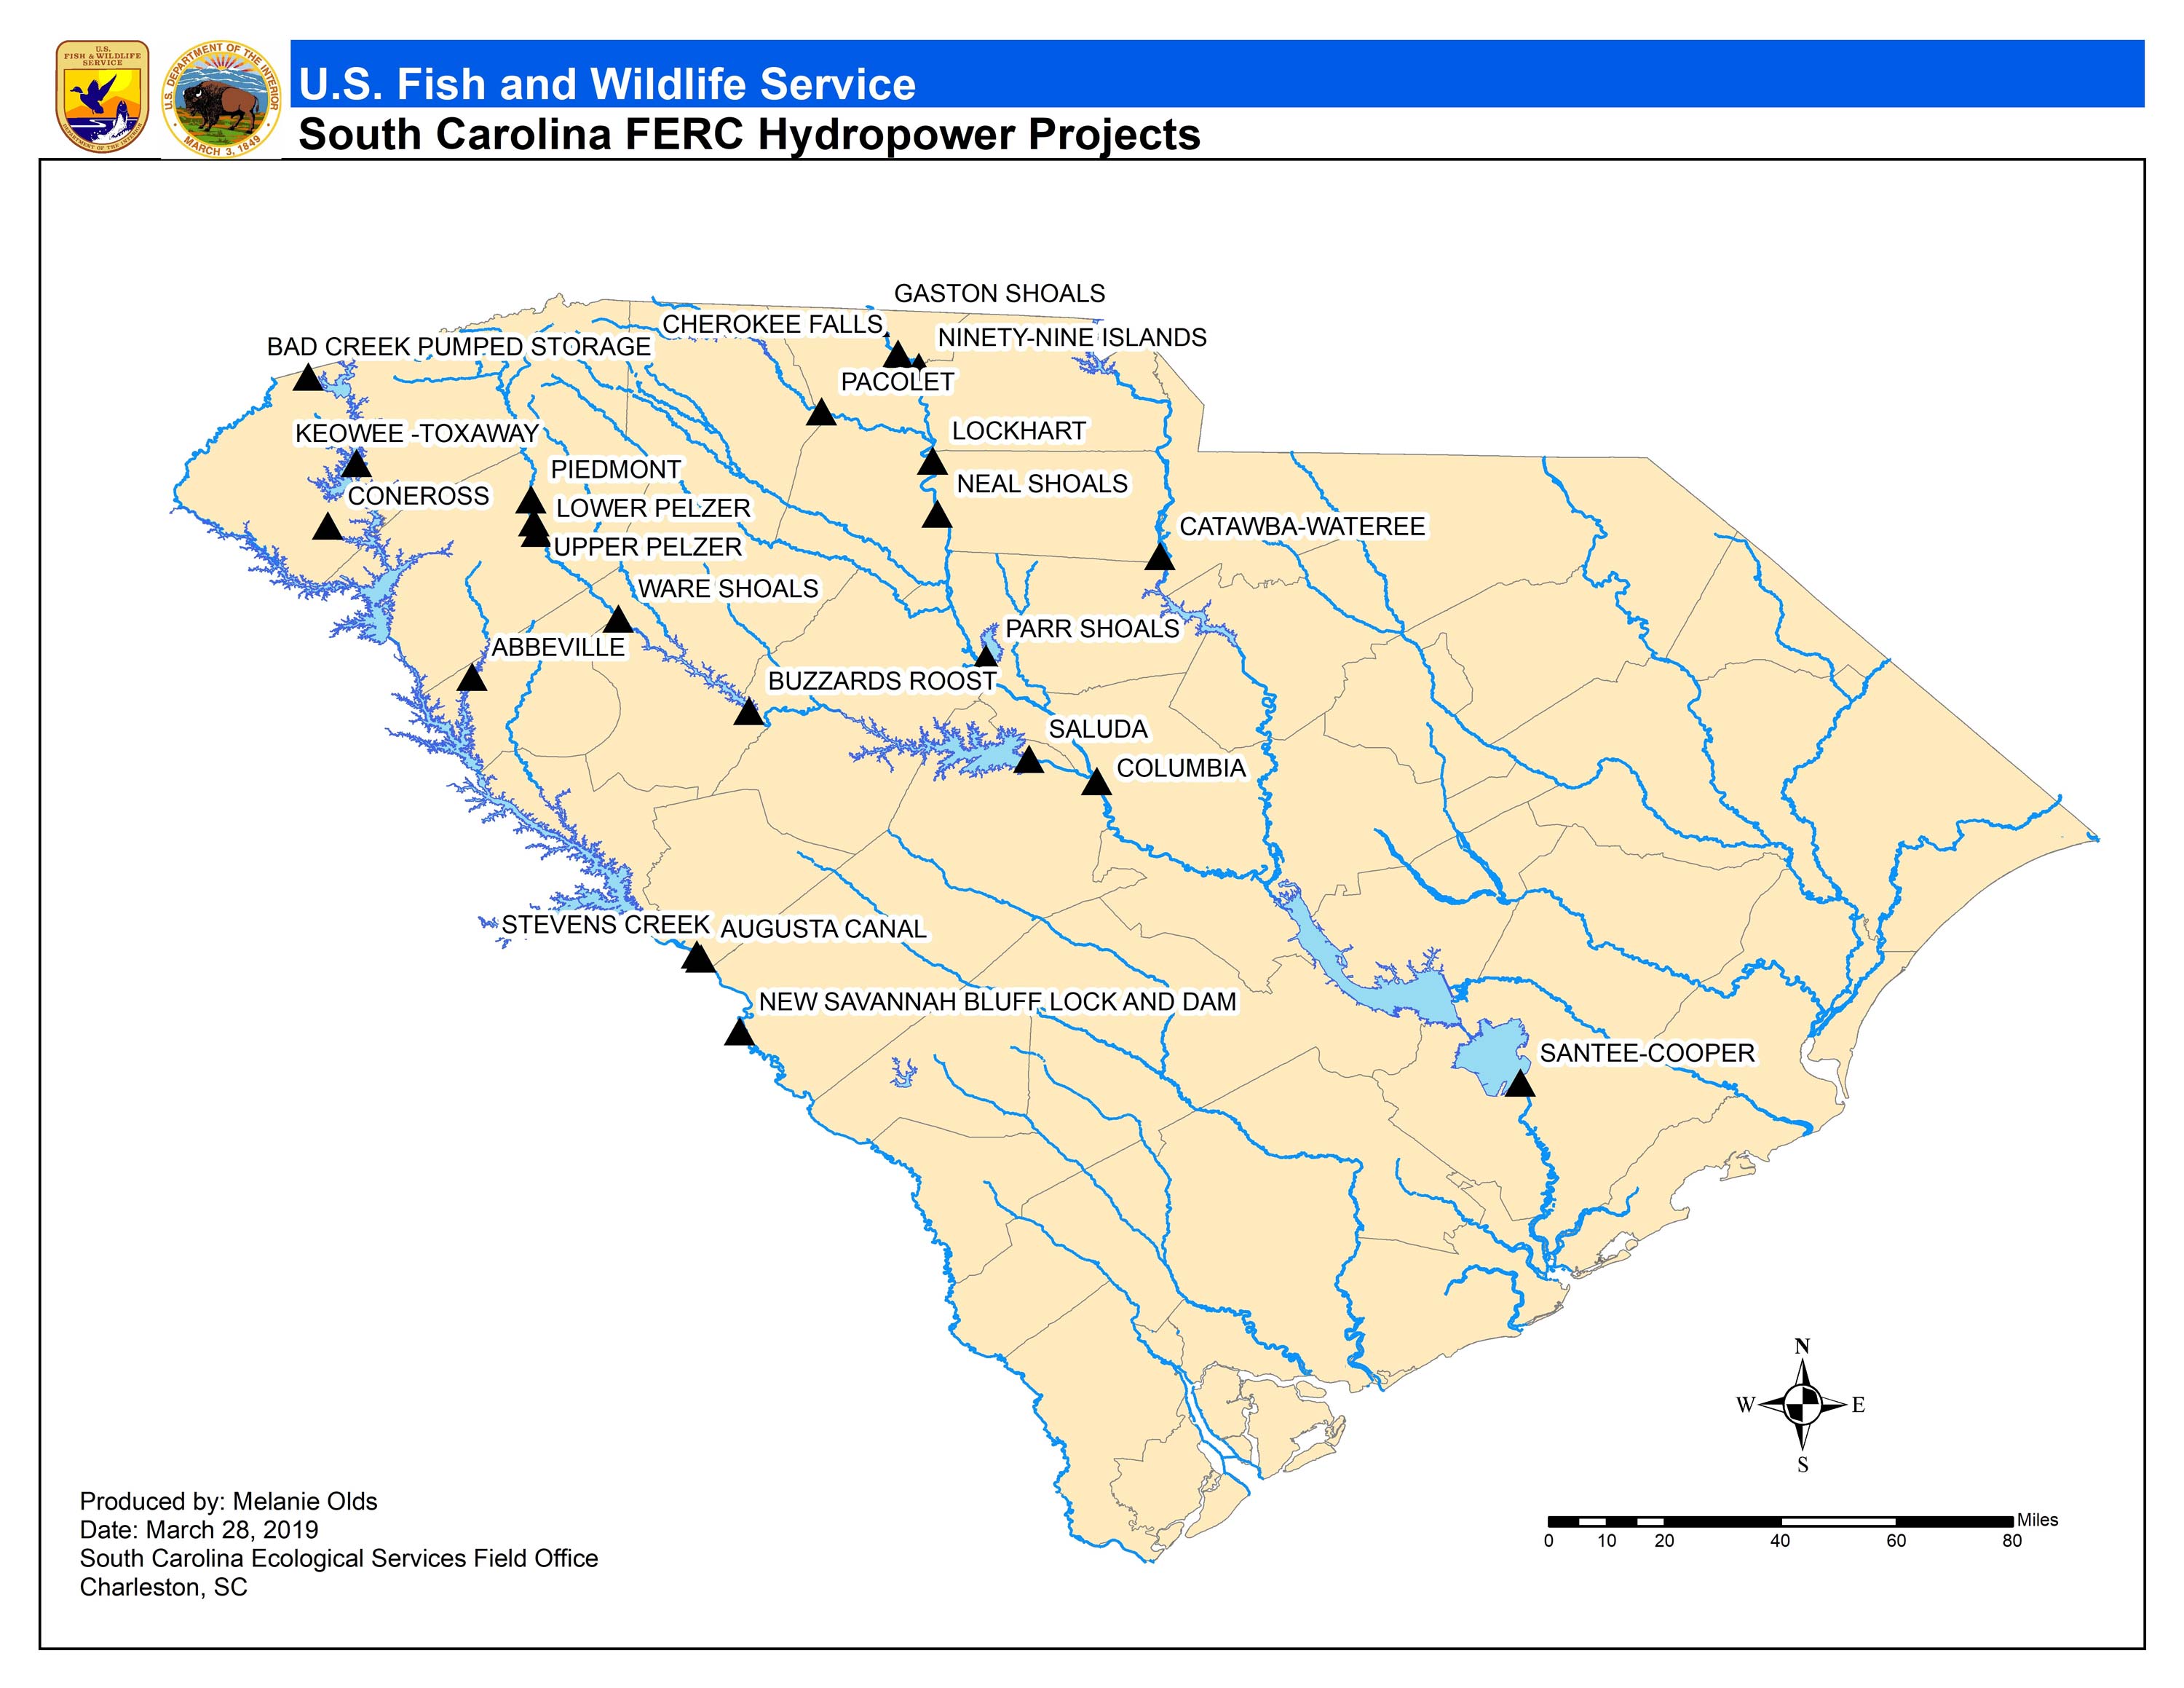 U.S.
FISH & WILDLIFE
SERVICE
DEPARTMENT OF THE INTERIOR
U.S. DEPARTMENT OF THE INTERIOR
MARCH 3, 1849
U.S. Fish and Wildlife Service
South Carolina FERC Hydropower Projects
GASTON SHOALS
CHEROKEE FALLS
NINETY-NINE ISLANDS
BAD CREEK PUMPED STORAGE
PACOLET
KEOWEE -TOXAWAY
LOCKHART
PIEDMONT
NEAL SHOALS
CONEROSS
LOWER PELZER
CATAWBA-WATEREE
UPPER PELZER
WARE SHOALS
PARR SHOALS
ABBEVILLE
BUZZARDS ROOST
SALUDA
COLUMBIA
STEVENS CREEK
AUGUSTA CANAL
NEW SAVANNAH BLUFF LOCK AND DAM
SANTEE-COOPER
N
W E
S
Produced by: Melanie Olds
Date: March 28, 2019
South Carolina Ecological Services Field Office
Charleston, SC
Miles
0 10 20 40 60 80